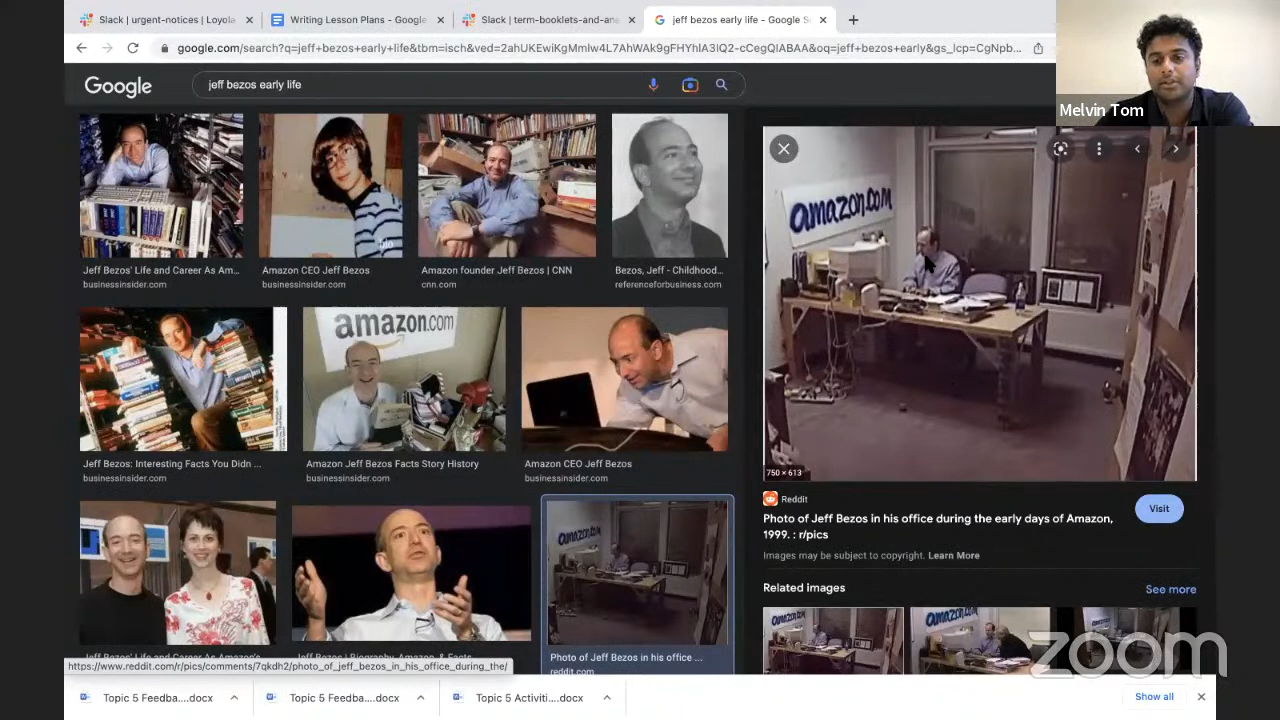 Slack | urgent-notices | Loyola
Writing Lesson Plans - Google
Slack | term-booklets-and-ane
jeff bezos early life - Google S
google.com/search?q=jeff+bezos+early+life&tbm=isch&ved=2ahUKEwiKgMmIw4L7AhWAk9gFHYhIA3IQ2-cCegQIABAA&oq=jeff+bezos+early&gs_lcp=CgNpb...
Melvin Tom
Google
jeff bezos early life
amazon.com
bio
Jeff Bezos' Life and Career As Am...
businessinsider.com
Amazon CEO Jeff Bezos
businessinsider.com
Amazon founder Jeff Bezos | CNN
cnn.com
Bezos, Jeff - Childhood...
referenceforbusiness.com
amazon.com
Jeff Bezos: Interesting Facts You Didn ...
businessinsider.com
Amazon Jeff Bezos Facts Story History
businessinsider.com
Amazon CEO Jeff Bezos
businessinsider.com
750 × 613
Reddit
Photo of Jeff Bezos in his office during the early days of Amazon,
1999. : r/pics
Visit
Images may be subject to copyright. Learn More
Related images
See more
Photo of Jeff Bezos in his office ...
reddit.com
https://www.reddit.com/r/pics/comments/7qkdh2/photo_of_jeff_bezos_in_his_office_during_the/
zoom
Topic 5 Feedba....docx
Topic 5 Feedba....docx
Topic 5 Activiti....docx
Show all